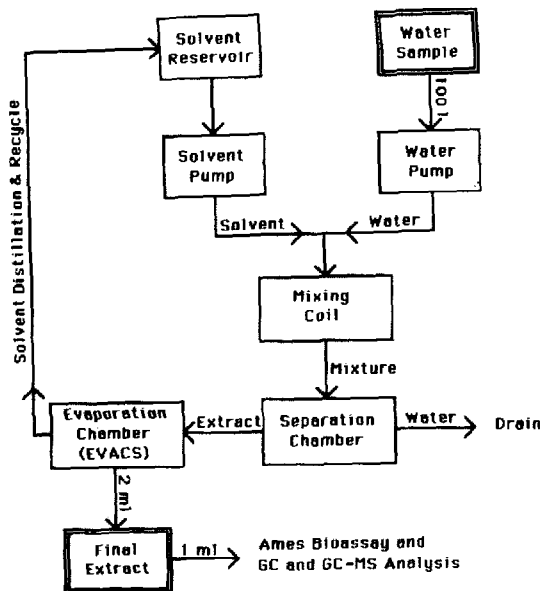 Solvent
Reservoir
Water
Sample
100 l
Solvent
Pump
Water
Pump
Solvent
Water
Mixing
Coil
Mixture
Solvent Distillation & Recycle
Evaporation
Chamber
(EVACS)
Extract
Separation
Chamber
Water
Drain
2 ml
Final
Extract
1 ml
Ames Bioassay and
GC and GC-MS Analysis